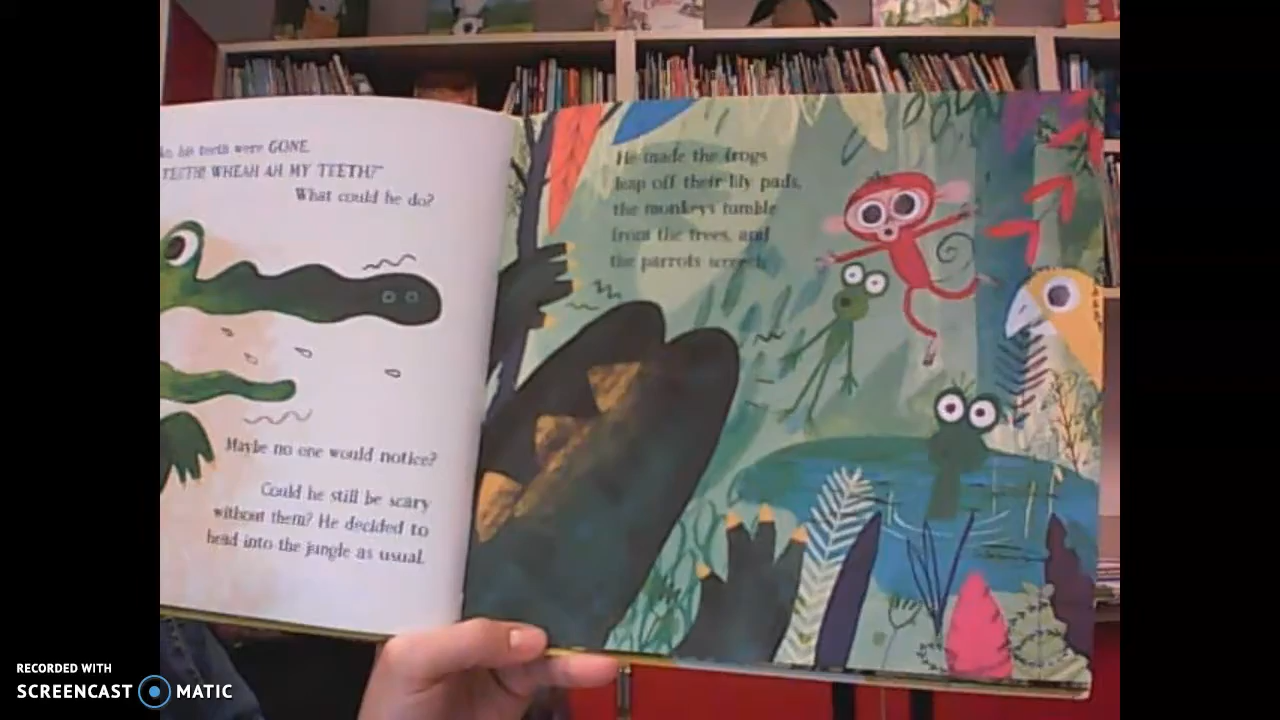 his teeth were GONE.
TEETH! WHEAH AH MY TEETH?"
What could he do?
Maybe no one would notice?
Could he still be scary
without them? He decided to
head into the jungle as usual.
He made the frogs
leap off their lily pads,
the monkeys tumble
from the trees, and
the parrots screech.
RECORDED WITH
SCREENCAST MATIC